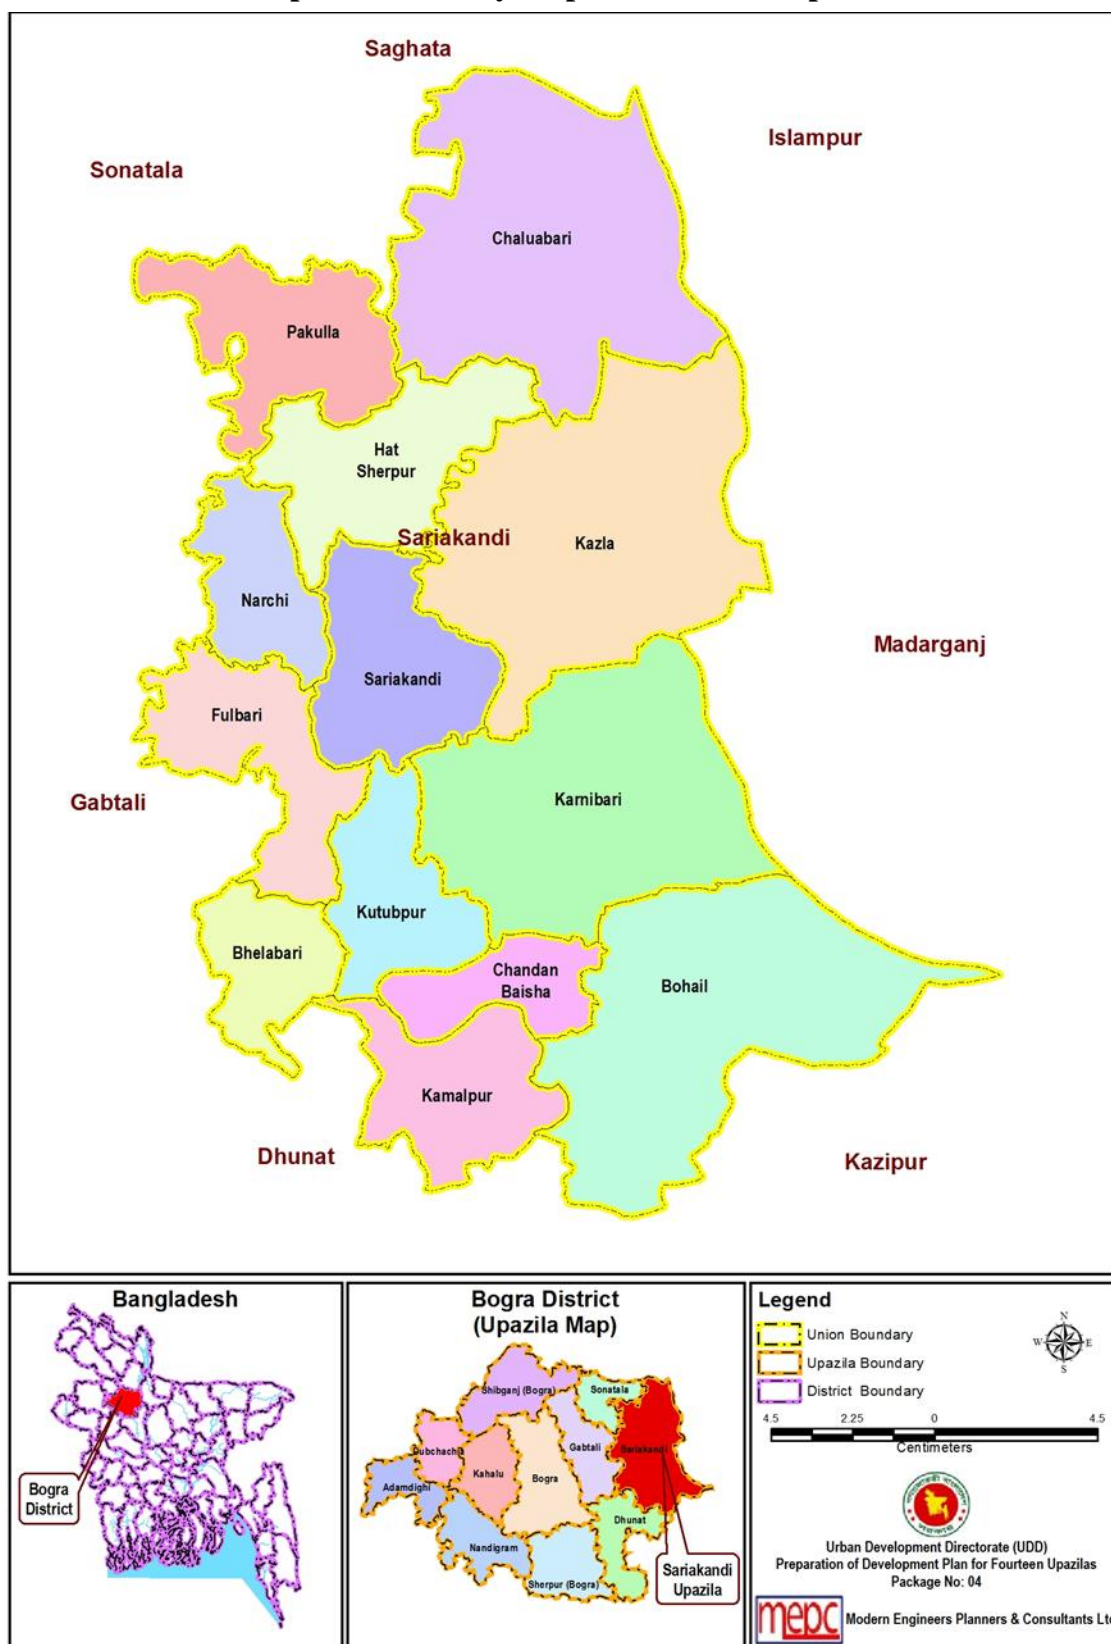 Saghata
Islampur
Sonatala
Chaluabari
Pakulla
Hat
Sherpur
Sariakandi
Kazla
Narchi
Madarganj
Sariakandi
Fulbari
Gabtali
Karnibari
Kutubpur
Bhelabari
Chandan
Baisha
Bohail
Kamalpur
Dhunat
Kazipur
Bangladesh
Bogra
District
Bogra District
(Upazila Map)
Shibganj (Bogra)
Sonatala
Dubchachia
Kahalu
Bogra
Gabtali
Sariakandi
Adamdighi
Nandigram
Dhunat
Sherpur (Bogra)
Sariakandi
Upazila
Legend
Union Boundary
Upazila Boundary
District Boundary
N
W E
S
4.5 2.25 0 4.5
Centimeters
Urban Development Directorate (UDD)
Preparation of Development Plan for Fourteen Upazilas
Package No: 04
mepc Modern Engineers Planners & Consultants Ltd